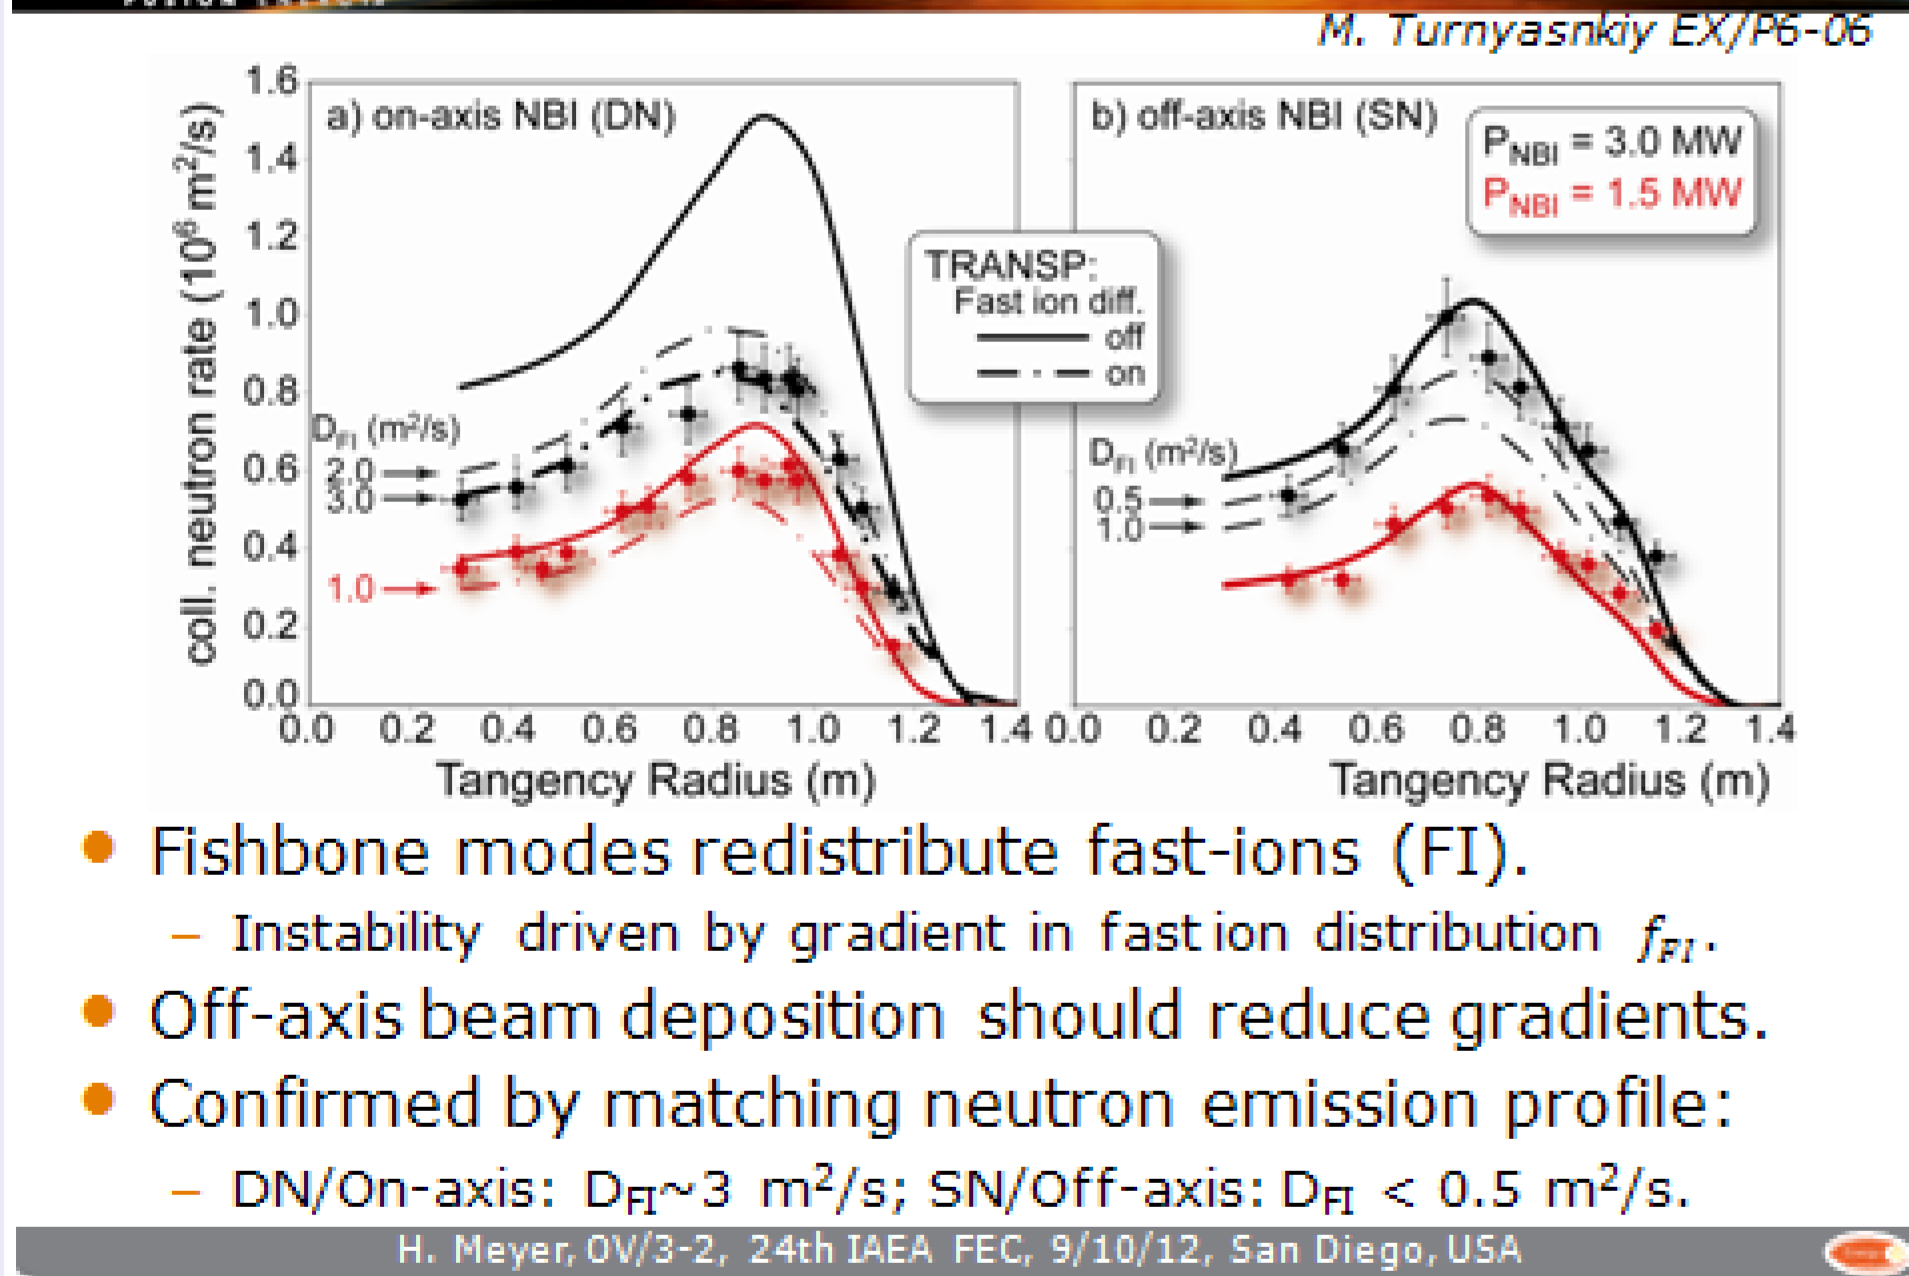 M. Turnyasnkiy EX/P6-06
a) on-axis NBI (DN)
b) off-axis NBI (SN)
P_NBI = 3.0 MW
P_NBI = 1.5 MW
TRANSP:
Fast ion diff.
off
on
coll. neutron rate (10⁶ m²/s)
1.6
1.4
1.2
1.0
0.8
0.6
0.4
0.2
0.0
D_FI (m²/s)
2.0
3.0
1.0
D_FI (m²/s)
0.5
1.0
0.0 0.2 0.4 0.6 0.8 1.0 1.2 1.4
0.0 0.2 0.4 0.6 0.8 1.0 1.2 1.4
Tangency Radius (m)
Tangency Radius (m)
• Fishbone modes redistribute fast-ions (FI).
– Instability driven by gradient in fast ion distribution f_FI.
• Off-axis beam deposition should reduce gradients.
• Confirmed by matching neutron emission profile:
– DN/On-axis: D_FI~3 m²/s; SN/Off-axis: D_FI < 0.5 m²/s.
H. Meyer, OV/3-2, 24th IAEA FEC, 9/10/12, San Diego, USA